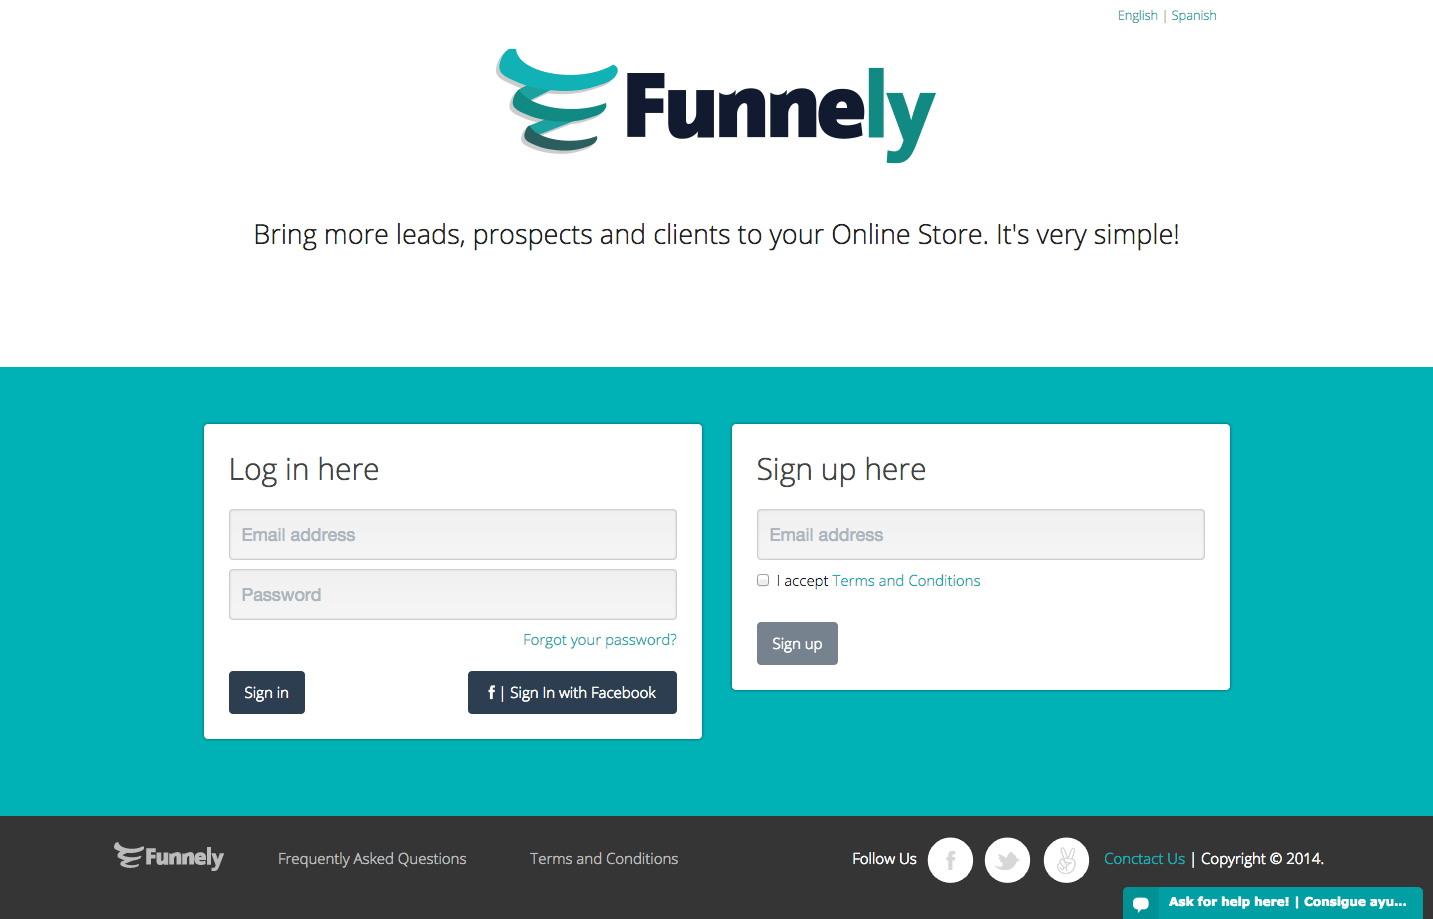 English | Spanish
Funnely
Bring more leads, prospects and clients to your Online Store. It's very simple!
Log in here
Email address
Password
Forgot your password?
Sign in
f | Sign In with Facebook
Sign up here
Email address
I accept Terms and Conditions
Sign up
Funnely
Frequently Asked Questions
Terms and Conditions
Follow Us
Conctact Us | Copyright © 2014.
Ask for help here! | Consigue ayu...